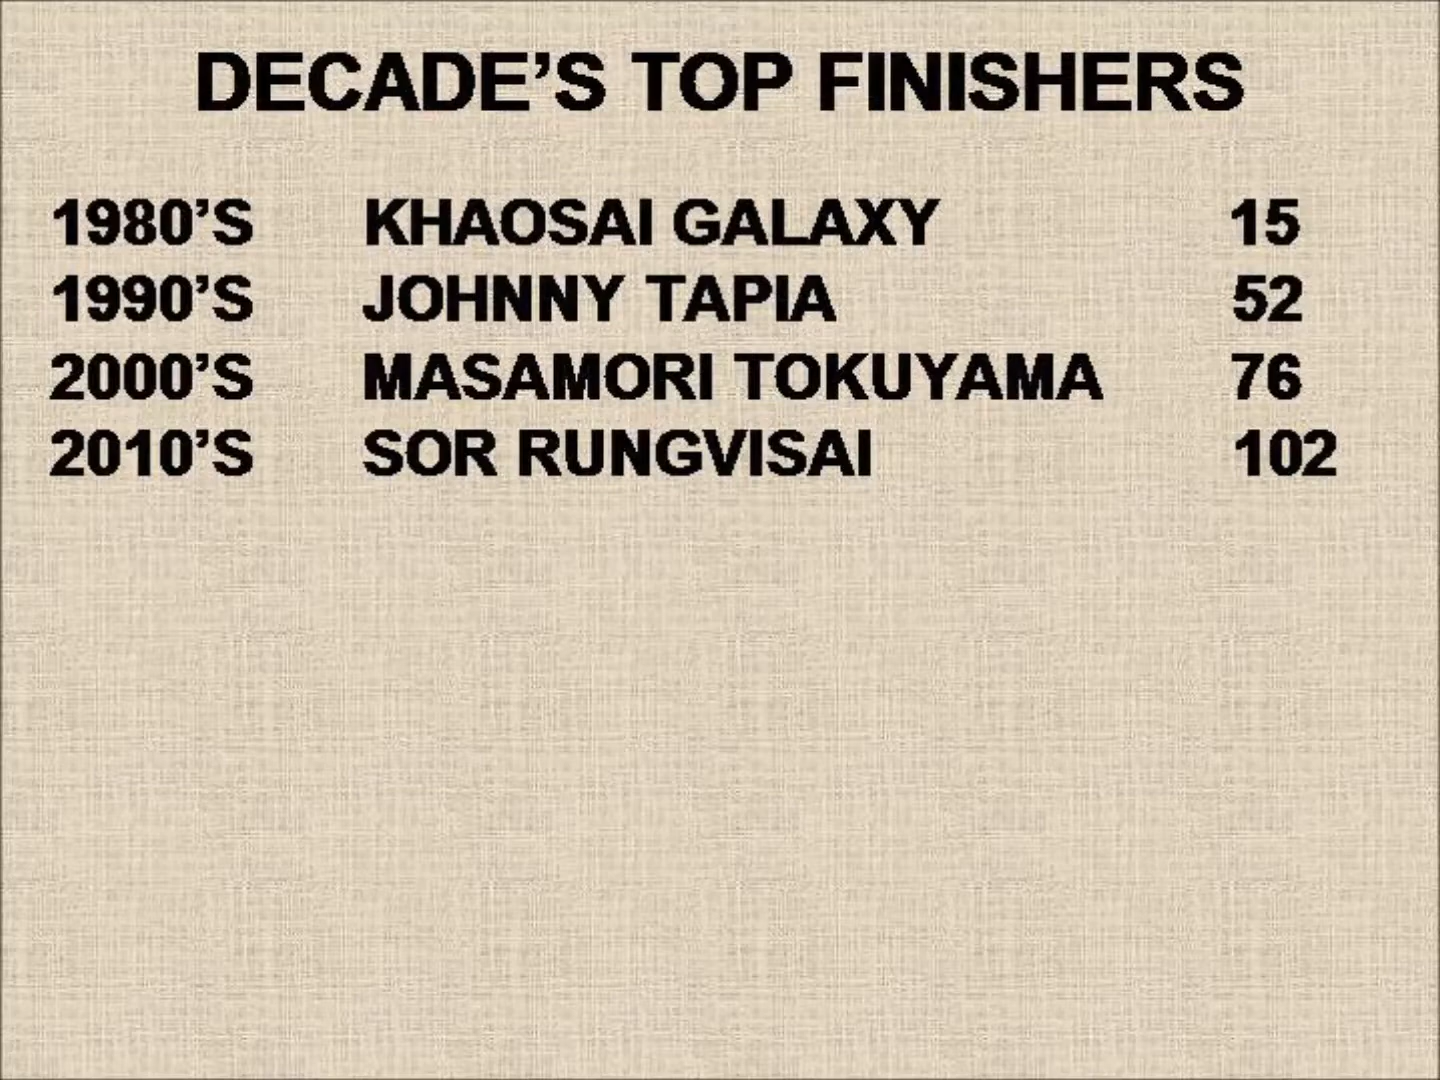 DECADE’S TOP FINISHERS
1980’S KHAOSAI GALAXY 15
1990’S JOHNNY TAPIA 52
2000’S MASAMORI TOKUYAMA 76
2010’S SOR RUNGVISAI 102